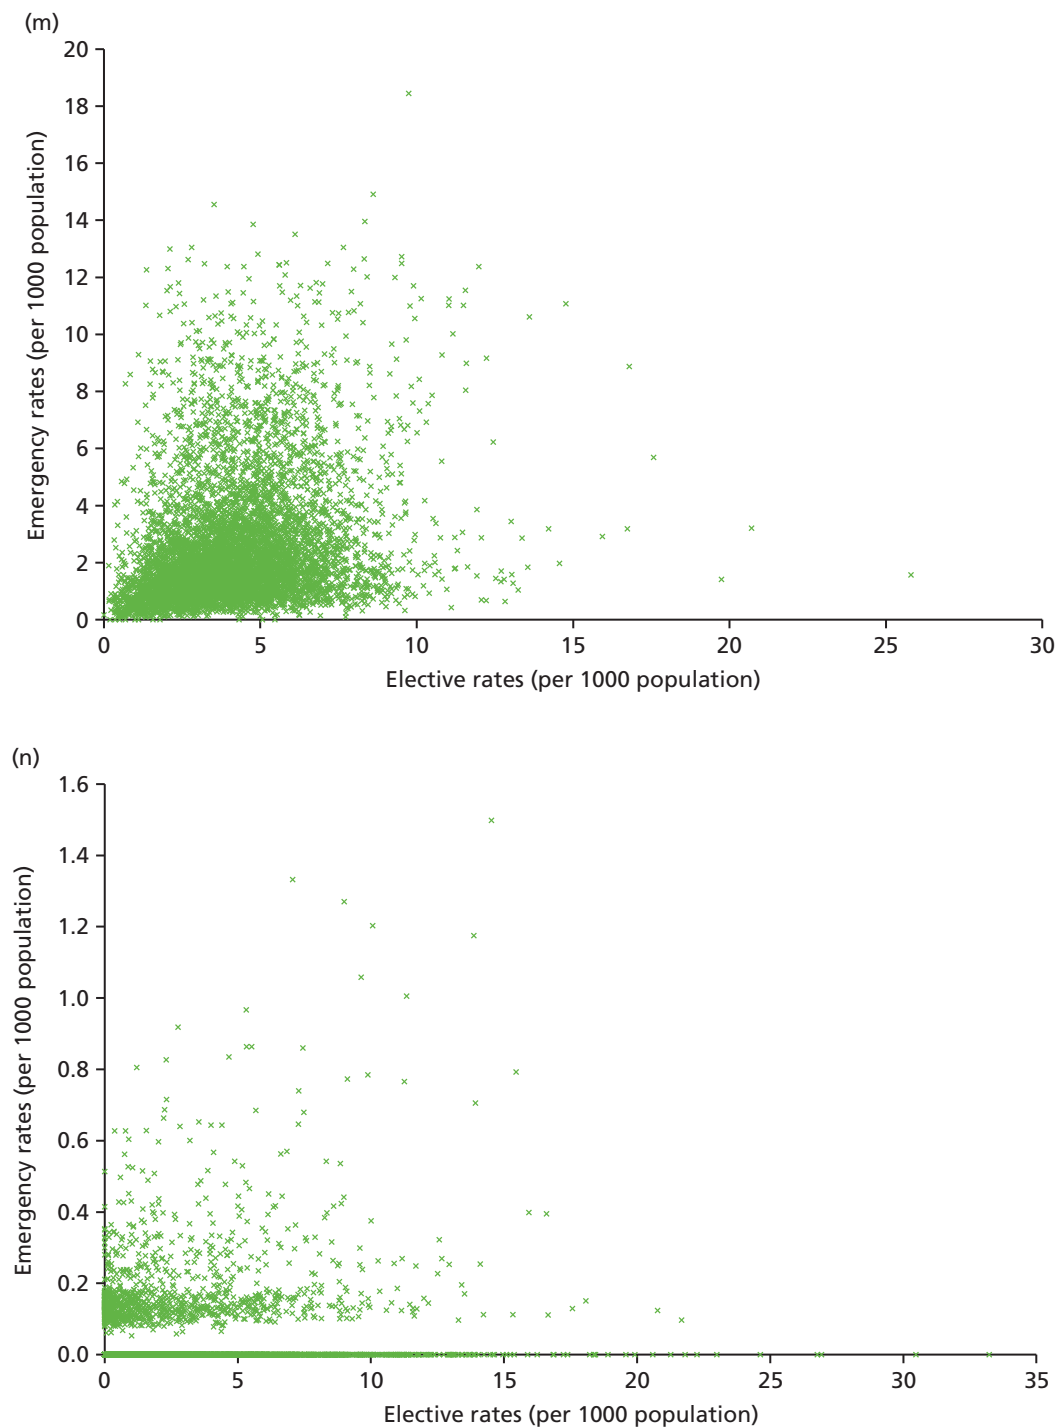 (m)
20
18
16
14
12
10
8
6
4
2
0
Emergency rates (per 1000 population)
0 5 10 15 20 25 30
Elective rates (per 1000 population)
(n)
1.6
1.4
1.2
1.0
0.8
0.6
0.4
0.2
0.0
Emergency rates (per 1000 population)
0 5 10 15 20 25 30 35
Elective rates (per 1000 population)